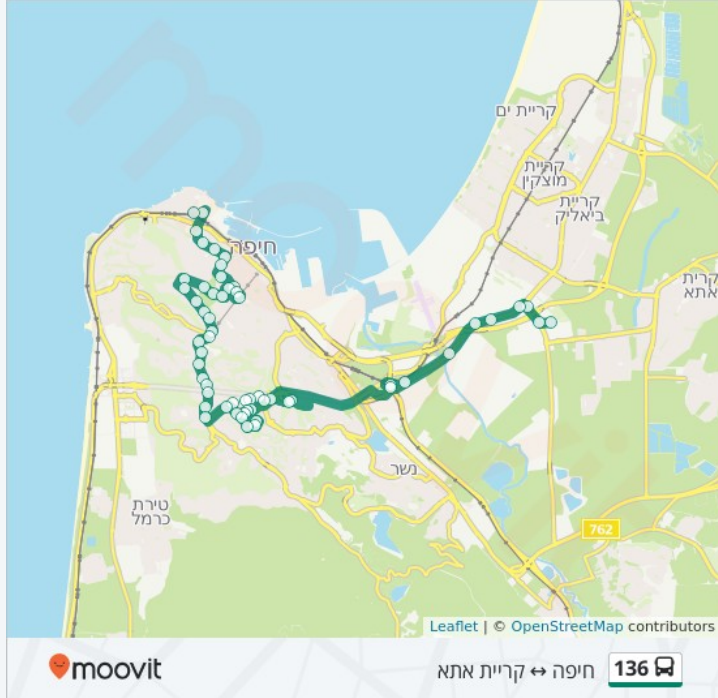 קריית ים
קריית
מוצקין
קריית
ביאליק
חיפה
קרית
אתא
נשר
טירת
כרמל
762
Leaflet | © OpenStreetMap contributors
moovit
חיפה ↔ קריית אתא
136